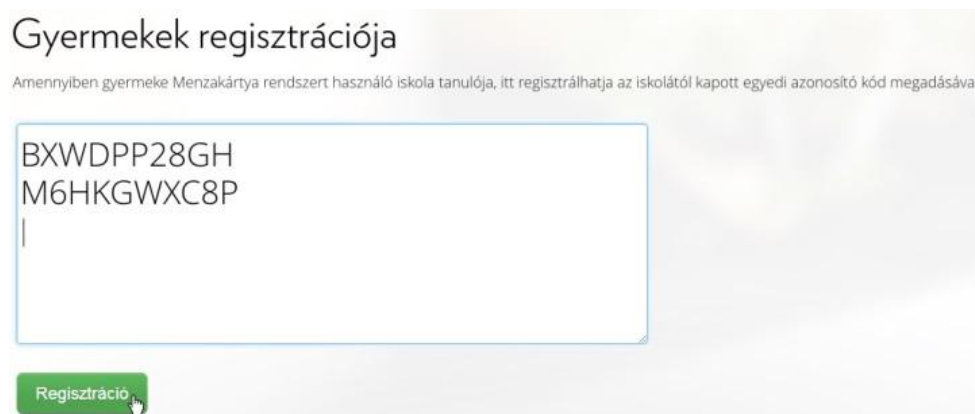 Gyermekek regisztrációja
Amennyiben gyermeke Menzakártya rendszert használó iskola tanulója, itt regisztrálhatja az iskolától kapott egyedi azonosító kód megadásáva
BXWDPP28GH
M6HKGWXC8P
Regisztráció